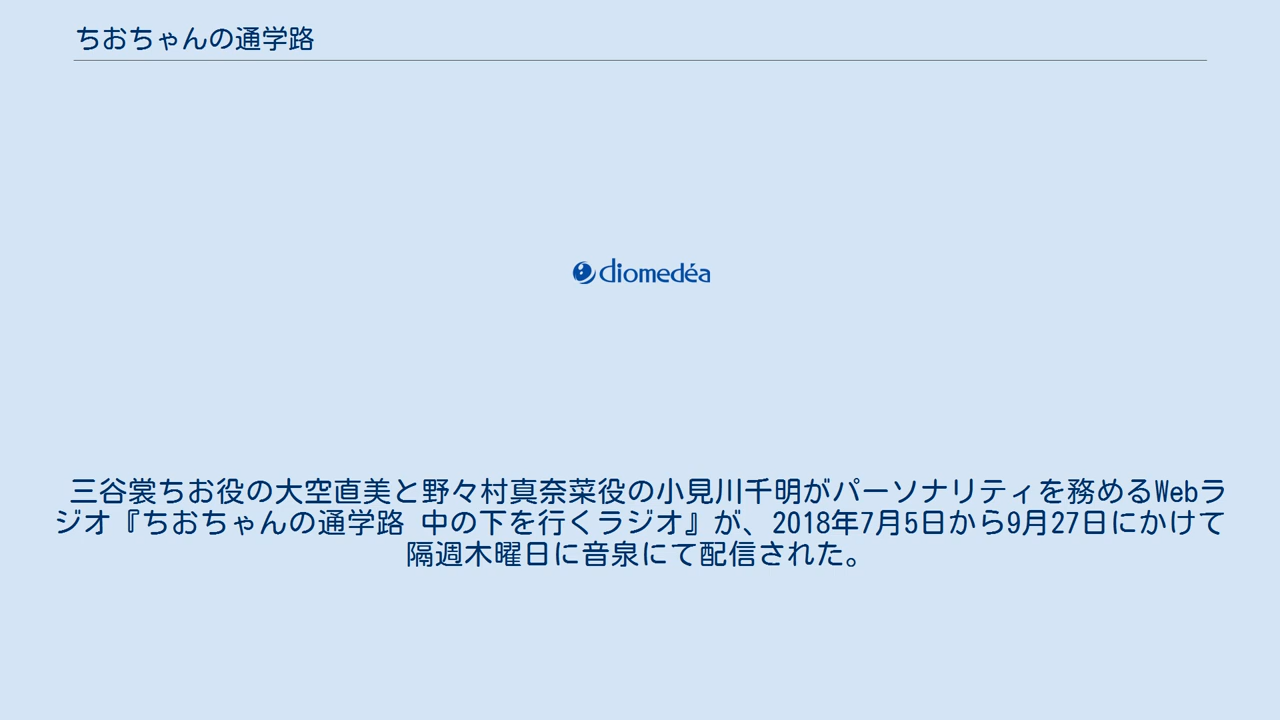 ちおちゃんの通学路
diomedéa
三谷裳ちお役の大空直美と野々村真奈菜役の小見川千明がパーソナリティを務めるWebラ
ジオ『ちおちゃんの通学路 中の下を行くラジオ』が、2018年7月5日から9月27日にかけて
隔週木曜日に音泉にて配信された。